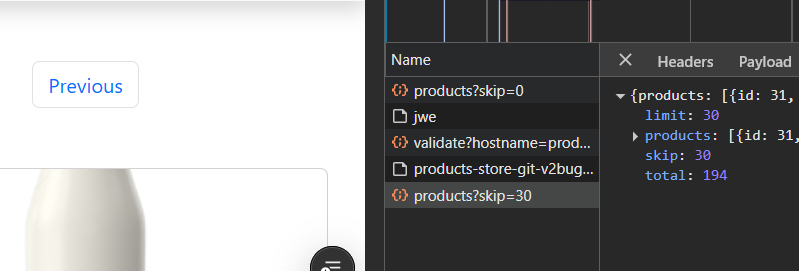 Previous
Name
products?skip=0
jwe
validate?hostname=prod...
products-store-git-v2bug...
products?skip=30
Headers Payload
{products: [{id: 31,
limit: 30
products: [{id: 31,
skip: 30
total: 194